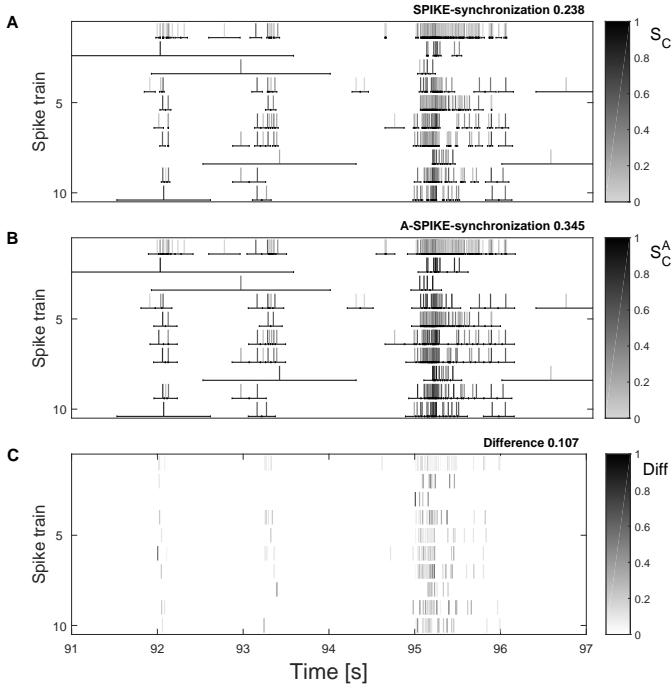 A
SPIKE-synchronization 0.238
Spike train
5
10
1
0.8
0.6
0.4
0.2
0
S_C
B
A-SPIKE-synchronization 0.345
Spike train
5
10
1
0.8
0.6
0.4
0.2
0
S_C^A
C
Difference 0.107
Spike train
5
10
1
0.8
0.6
0.4
0.2
0
Diff
91 92 93 94 95 96 97
Time [s]